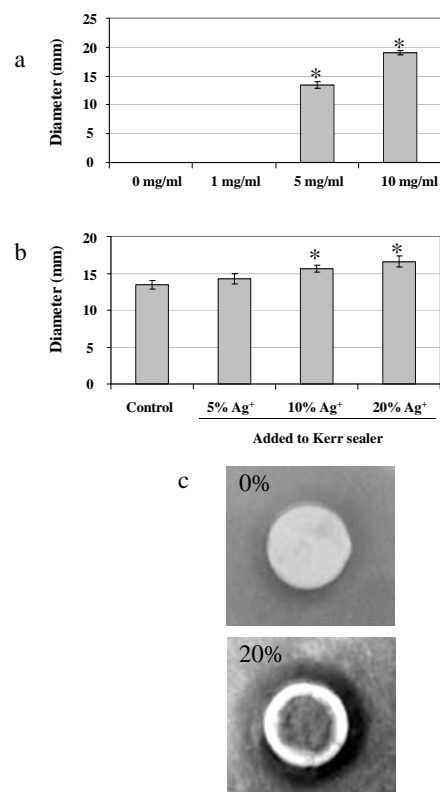 a
Diameter (mm)
25
20
15
10
5
0
*
*
0 mg/ml 1 mg/ml 5 mg/ml 10 mg/ml
b
Diameter (mm)
20
15
10
5
0
*
*
Control 5% Ag⁺ 10% Ag⁺ 20% Ag⁺
Added to Kerr sealer
c
0%
20%